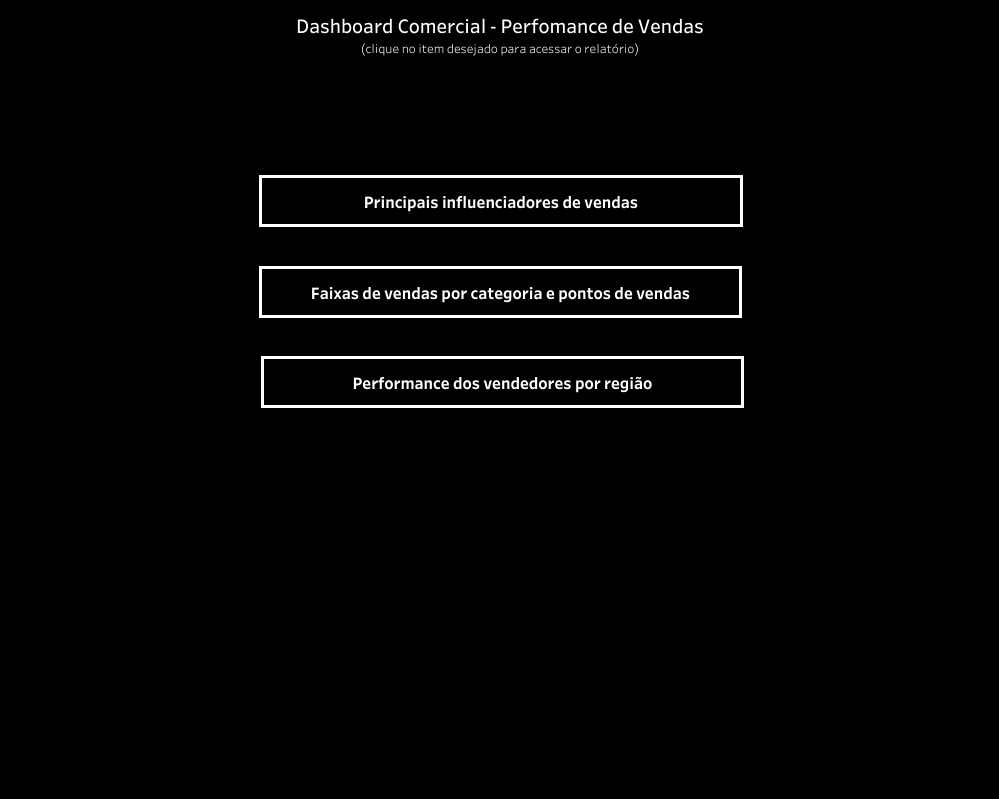 Dashboard Comercial - Perfomance de Vendas
(clique no item desejado para acessar o relatório)
Principais influenciadores de vendas
Faixas de vendas por categoria e pontos de vendas
Performance dos vendedores por região